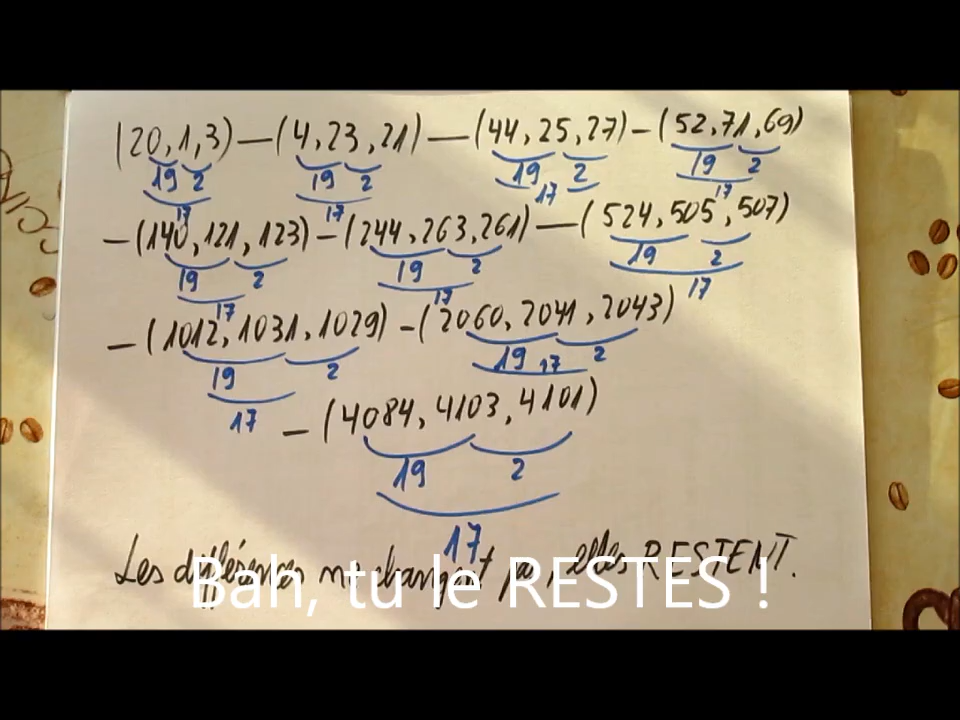 (20,1,3) — (4,23,21) — (44,25,27) – (52,71,69)
19 2 19 2 19 2 19 2
17 17 17 17
– (140,121,123) – (244,263,261) — (524,505,507)
19 2 19 2 19 2
17 17 17
– (1012,1031,1029) – (2060,2041,2043)
19 2 19 17 2
17 – (4084,4103,4101)
19 2
17
Les différences ne changent pas, elles RESTENT.
Bah, tu le RESTES !